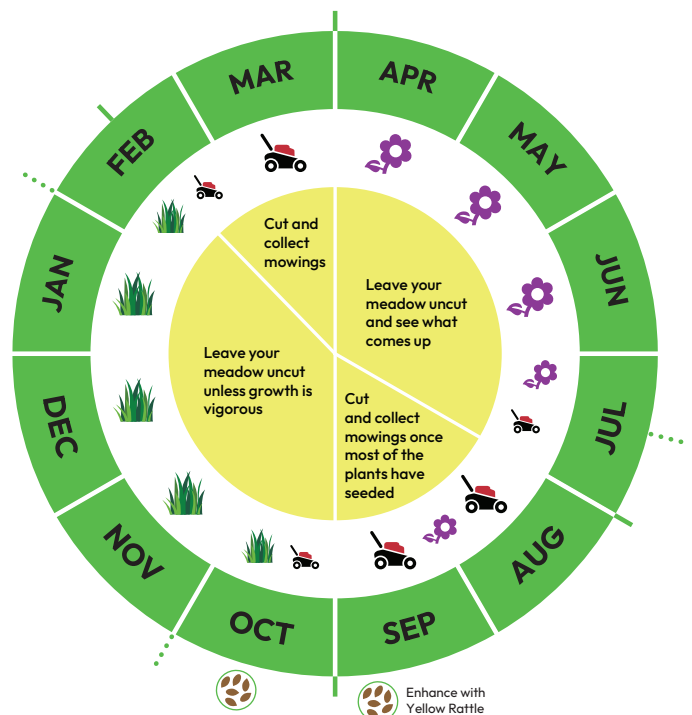 MAR
APR
FEB
MAY
JAN
JUN
DEC
JUL
NOV
AUG
OCT
SEP
Cut and
collect
mowings
Leave your
meadow uncut
and see what
comes up
Leave your
meadow uncut
unless growth is
vigorous
Cut
and collect
mowings once
most of the
plants have
seeded
Enhance with
Yellow Rattle